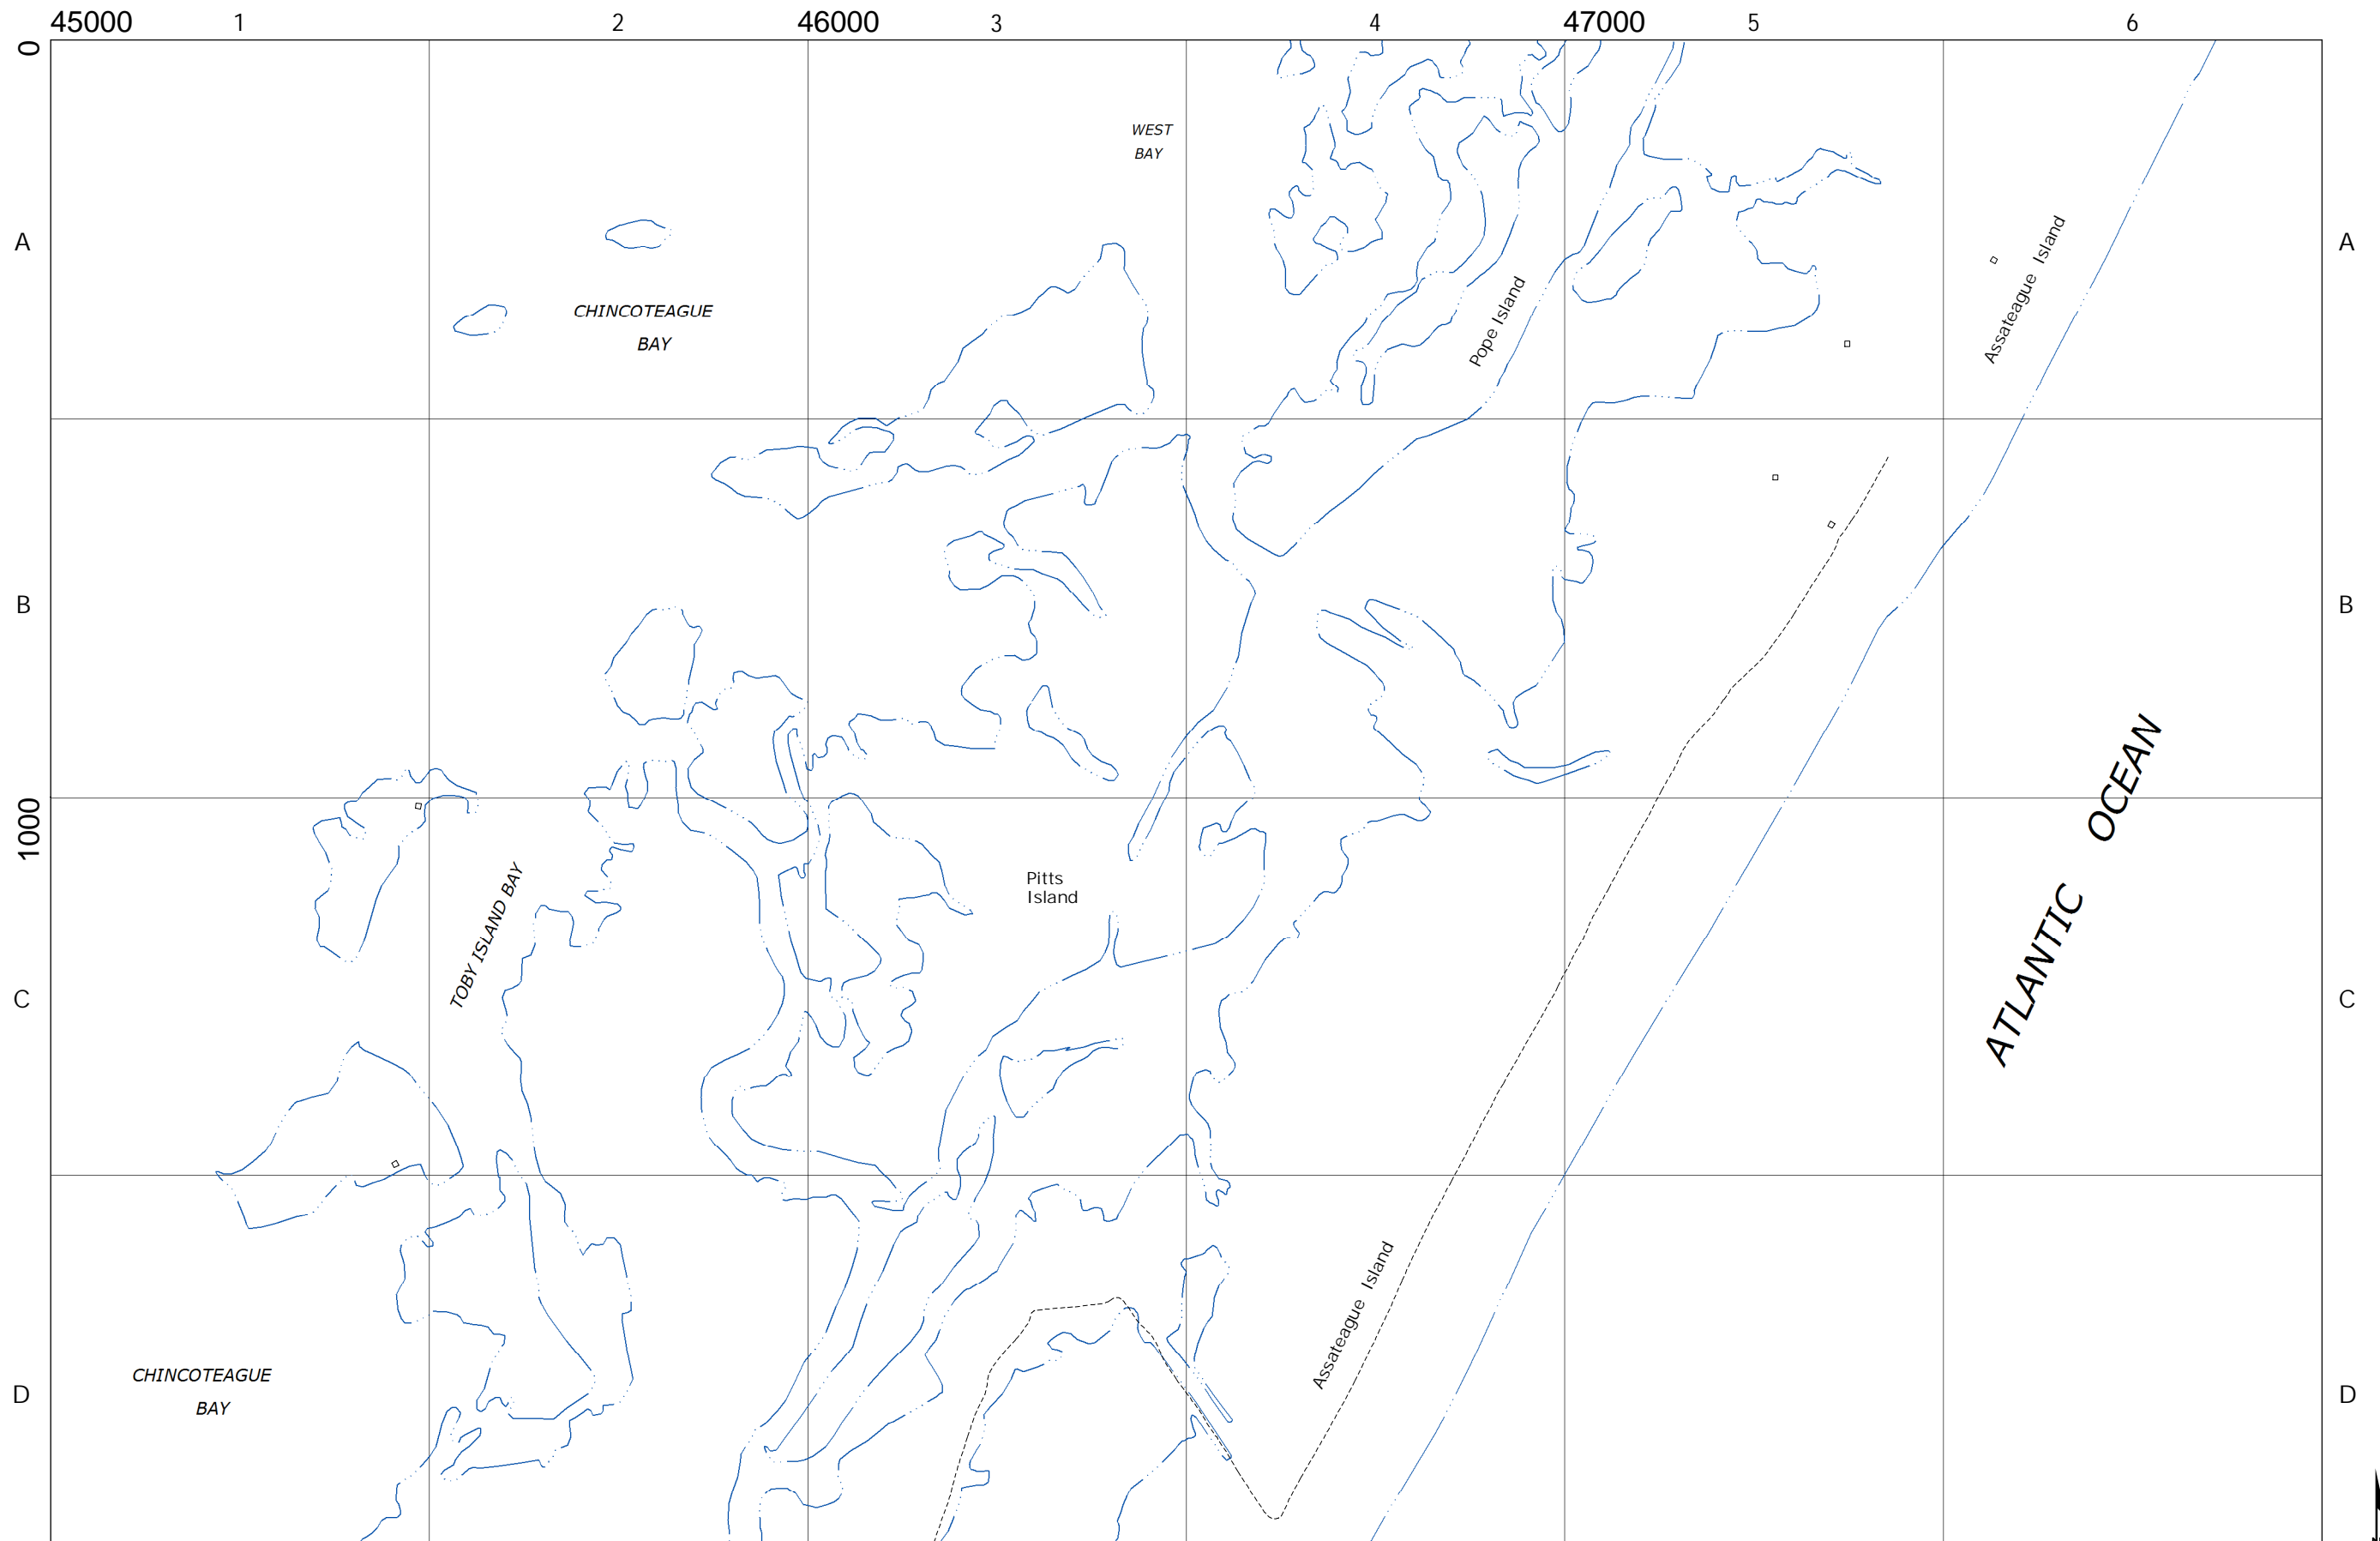 45000 1 2 46000 3 4 47000 5 6
0
WEST
BAY
A
Assateague Island
A
Pope Island
CHINCOTEAGUE
BAY
B
B
OCEAN
1000
TOBY ISLAND BAY
Pitts
Island
ATLANTIC
C
C
Assateague Island
CHINCOTEAGUE
BAY
D
D